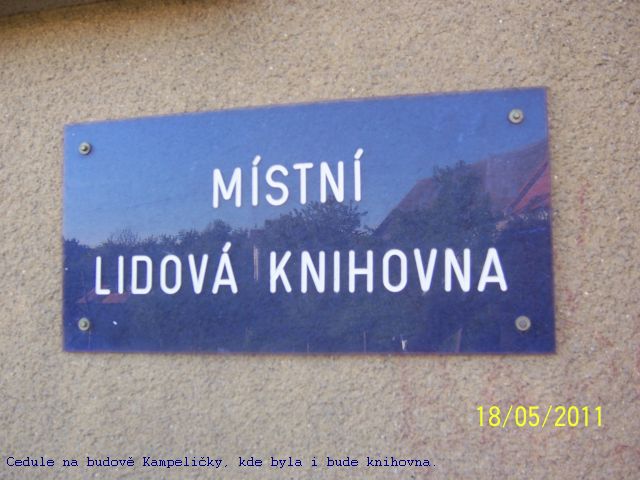 MÍSTNÍ
LIDOVÁ KNIHOVNA
18/05/2011
Cedule na budově Kampeličky, kde byla i bude knihovna.